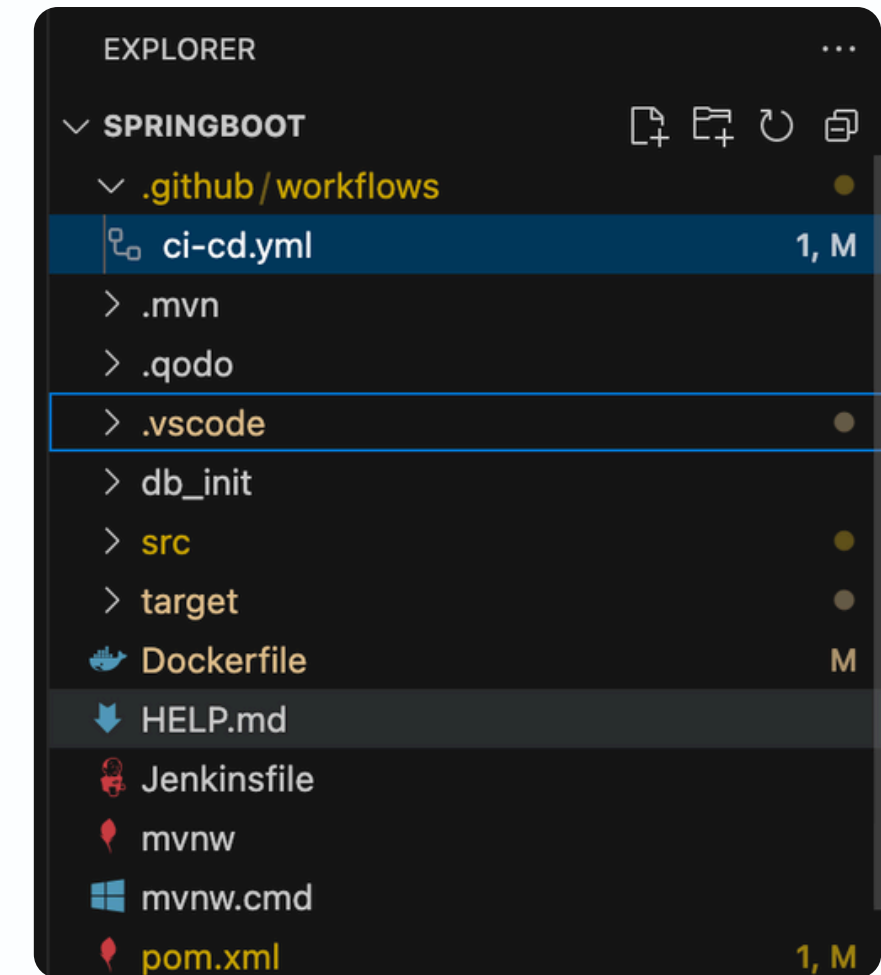 EXPLORER ...
SPRINGBOOT
.github/workflows
ci-cd.yml 1, M
.mvn
.qodo
.vscode
db_init
src
target
Dockerfile M
HELP.md
Jenkinsfile
mvnw
mvnw.cmd
pom.xml 1, M